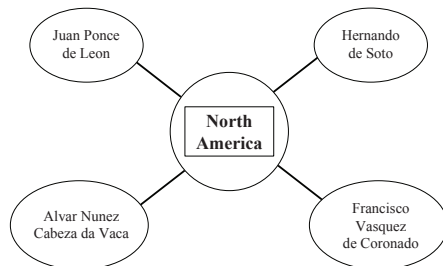 Juan Ponce
de Leon
Hernando
de Soto
North
America
Alvar Nunez
Cabeza da Vaca
Francisco
Vasquez
de Coronado